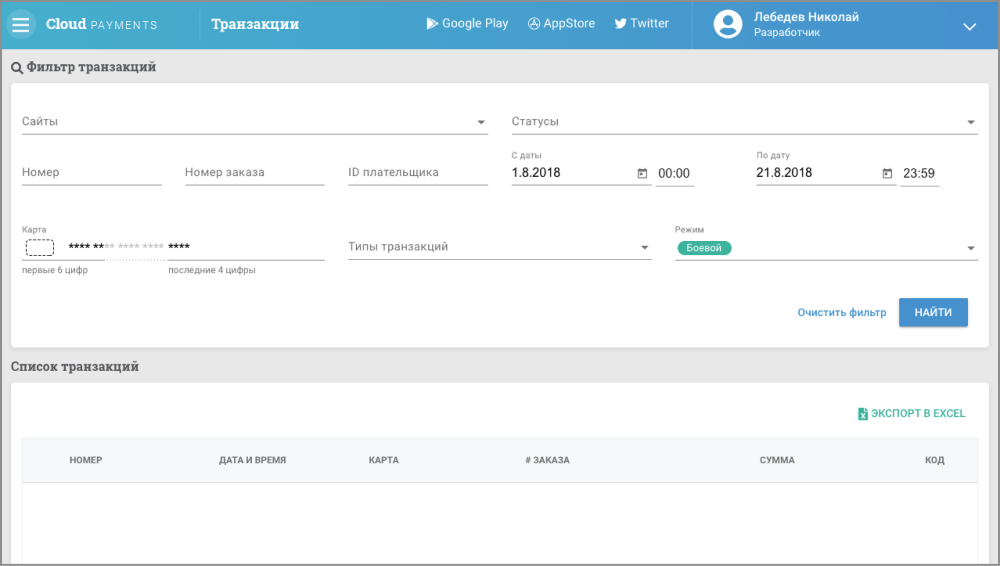 Cloud PAYMENTS Транзакции Google Play AppStore Twitter Лебедев Николай
Разработчик
Фильтр транзакций
Сайты Статусы
С даты По дату
Номер Номер заказа ID плательщика 1.8.2018 00:00 21.8.2018 23:59
Карта Режим
**** **** **** **** **** Типы транзакций Боевой
первые 6 цифр последние 4 цифры
Очистить фильтр НАЙТИ
Список транзакций
ЭКСПОРТ В EXCEL
НОМЕР ДАТА И ВРЕМЯ КАРТА # ЗАКАЗА СУММА КОД